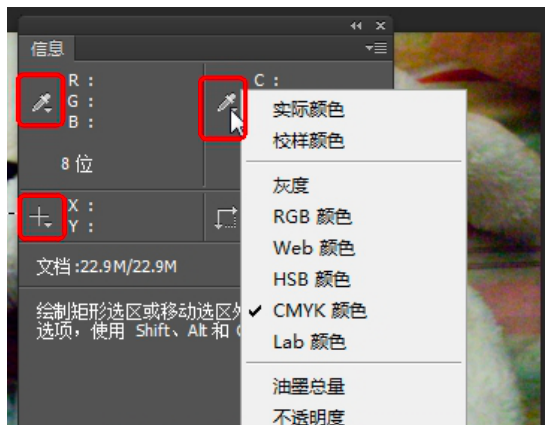 信息
R :
G :
B :
8 位
C :
X :
Y :
文档:22.9M/22.9M
绘制矩形选区或移动选区外
选项，使用 Shift、Alt 和
实际颜色
校样颜色
灰度
RGB 颜色
Web 颜色
HSB 颜色
CMYK 颜色
Lab 颜色
油墨总量
不透明度